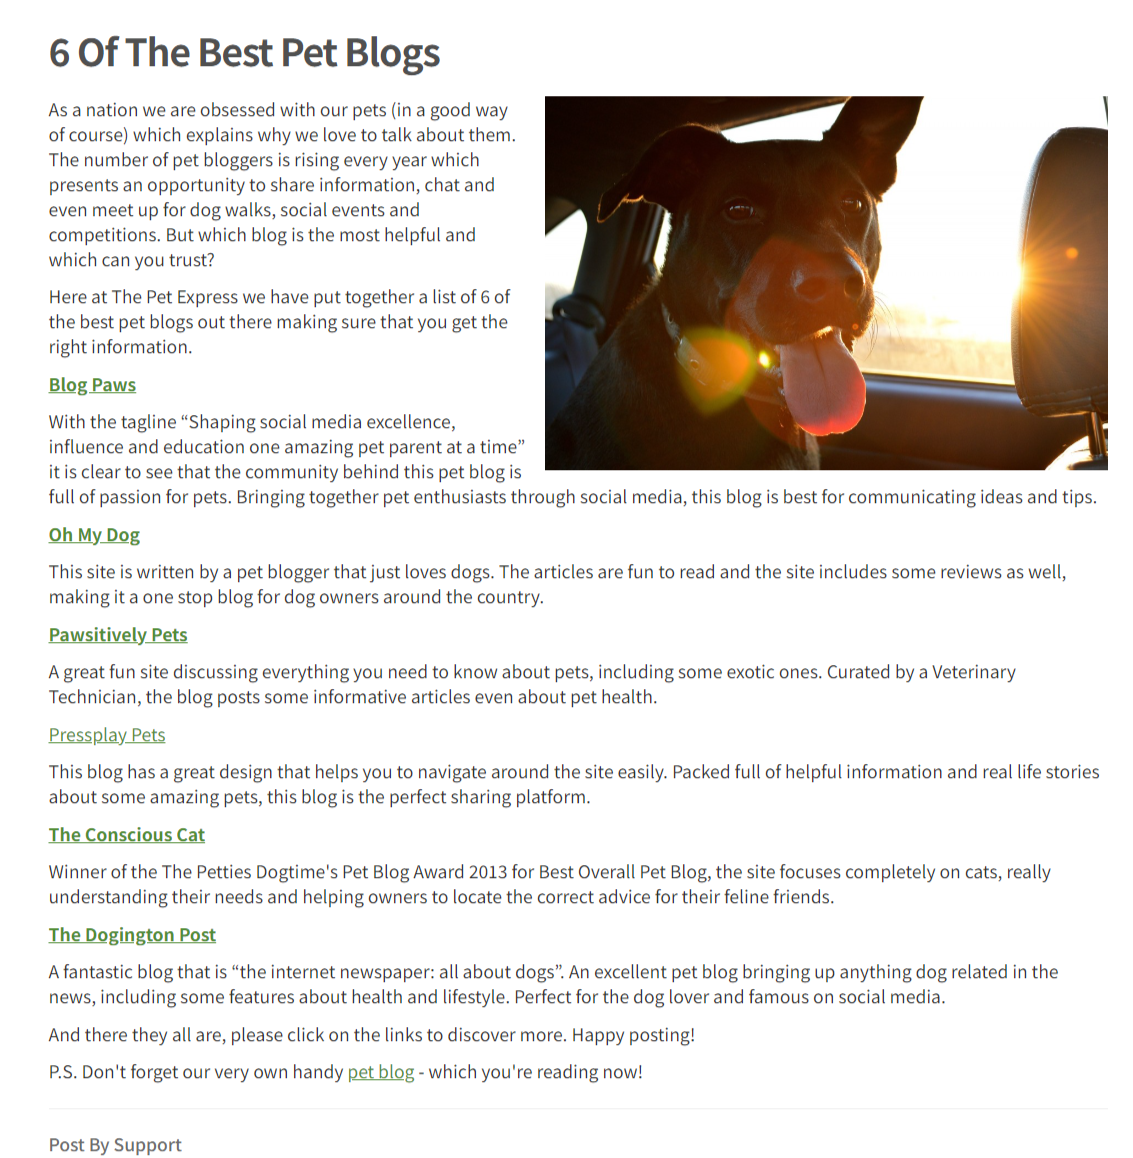 6 Of The Best Pet Blogs
As a nation we are obsessed with our pets (in a good way
of course) which explains why we love to talk about them.
The number of pet bloggers is rising every year which
presents an opportunity to share information, chat and
even meet up for dog walks, social events and
competitions. But which blog is the most helpful and
which can you trust?
Here at The Pet Express we have put together a list of 6 of
the best pet blogs out there making sure that you get the
right information.
Blog Paws
With the tagline “Shaping social media excellence,
influence and education one amazing pet parent at a time”
it is clear to see that the community behind this pet blog is
full of passion for pets. Bringing together pet enthusiasts through social media, this blog is best for communicating ideas and tips.
Oh My Dog
This site is written by a pet blogger that just loves dogs. The articles are fun to read and the site includes some reviews as well,
making it a one stop blog for dog owners around the country.
Pawsitively Pets
A great fun site discussing everything you need to know about pets, including some exotic ones. Curated by a Veterinary
Technician, the blog posts some informative articles even about pet health.
Pressplay Pets
This blog has a great design that helps you to navigate around the site easily. Packed full of helpful information and real life stories
about some amazing pets, this blog is the perfect sharing platform.
The Conscious Cat
Winner of the The Petties Dogtime's Pet Blog Award 2013 for Best Overall Pet Blog, the site focuses completely on cats, really
understanding their needs and helping owners to locate the correct advice for their feline friends.
The Dogington Post
A fantastic blog that is “the internet newspaper: all about dogs”. An excellent pet blog bringing up anything dog related in the
news, including some features about health and lifestyle. Perfect for the dog lover and famous on social media.
And there they all are, please click on the links to discover more. Happy posting!
P.S. Don't forget our very own handy pet blog - which you're reading now!
Post By Support